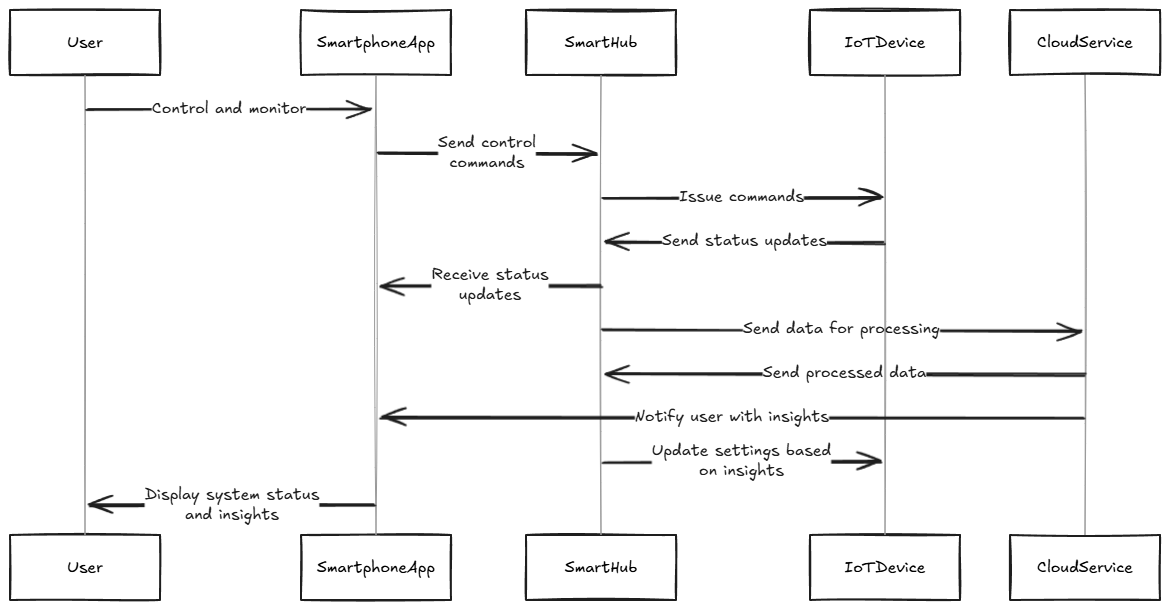 User
SmartphoneApp
SmartHub
IoTDevice
CloudService
Control and monitor
Send control
commands
Issue commands
Send status updates
Receive status
updates
Send data for processing
Send processed data
Notify user with insights
Update settings based
on insights
Display system status
and insights
User
SmartphoneApp
SmartHub
IoTDevice
CloudService